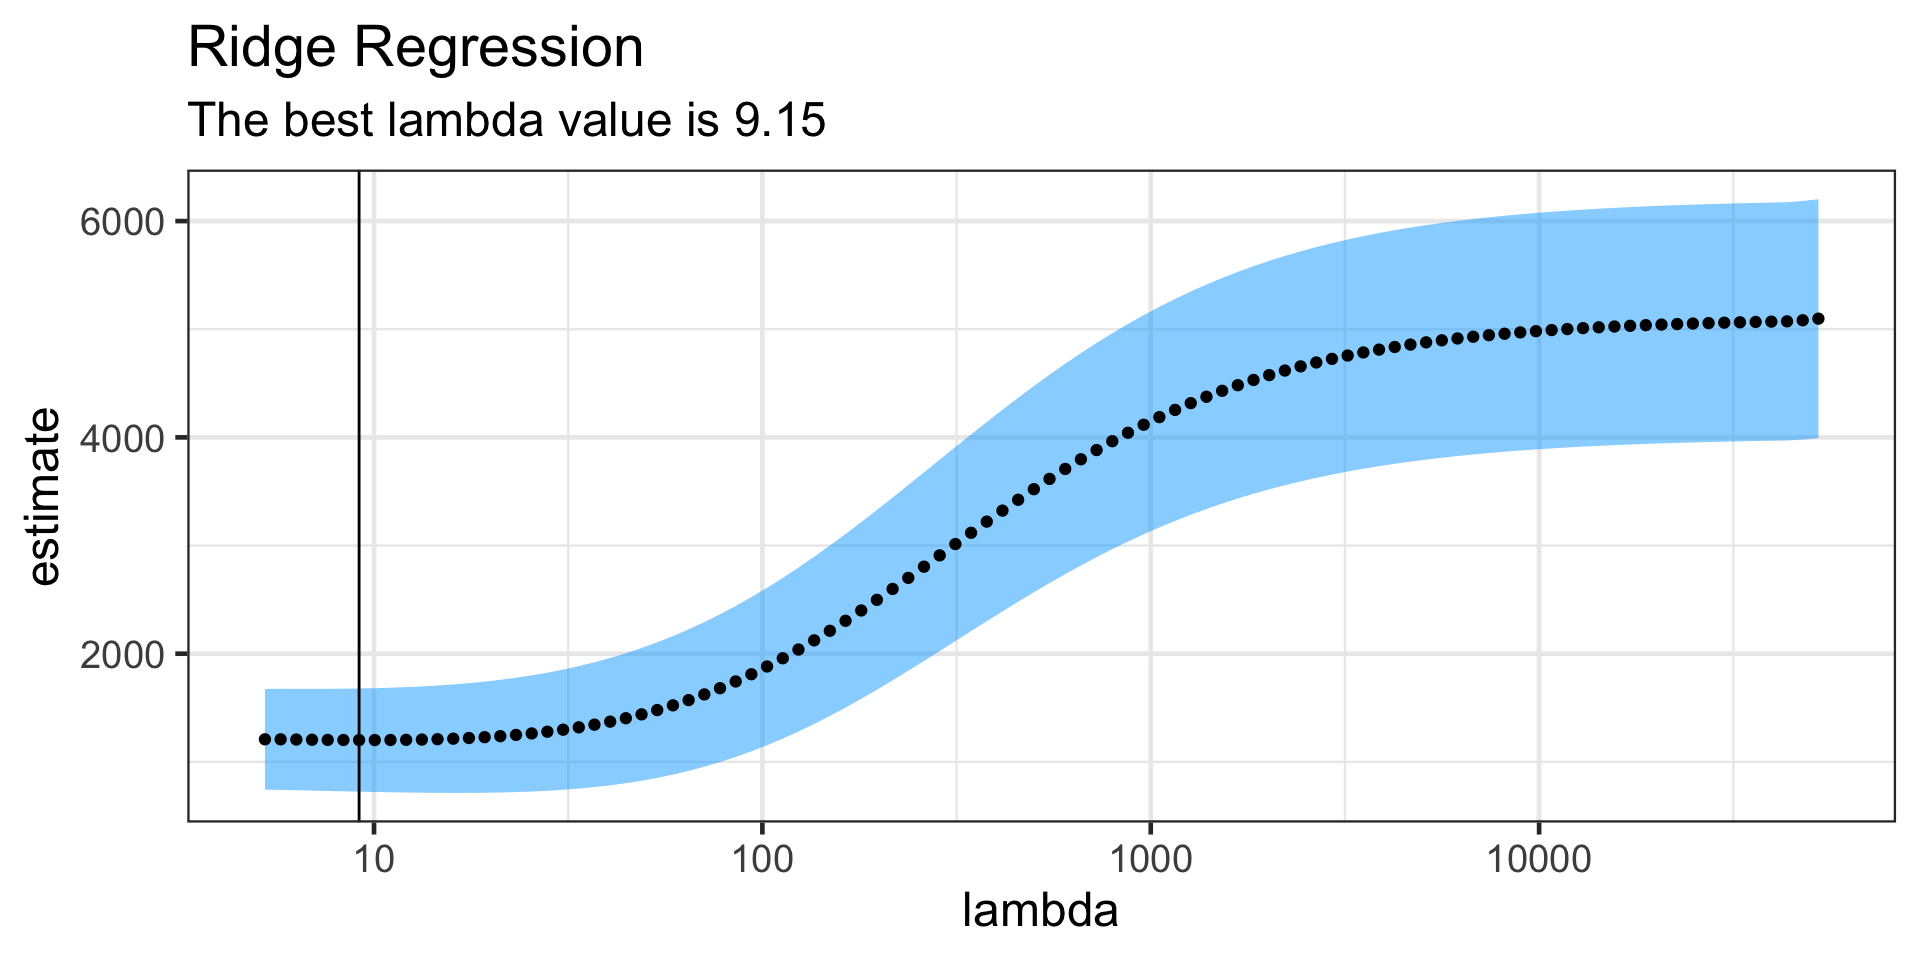 Ridge Regression
The best lambda value is 9.15
6000
4000
2000
estimate
10 100 1000 10000
lambda